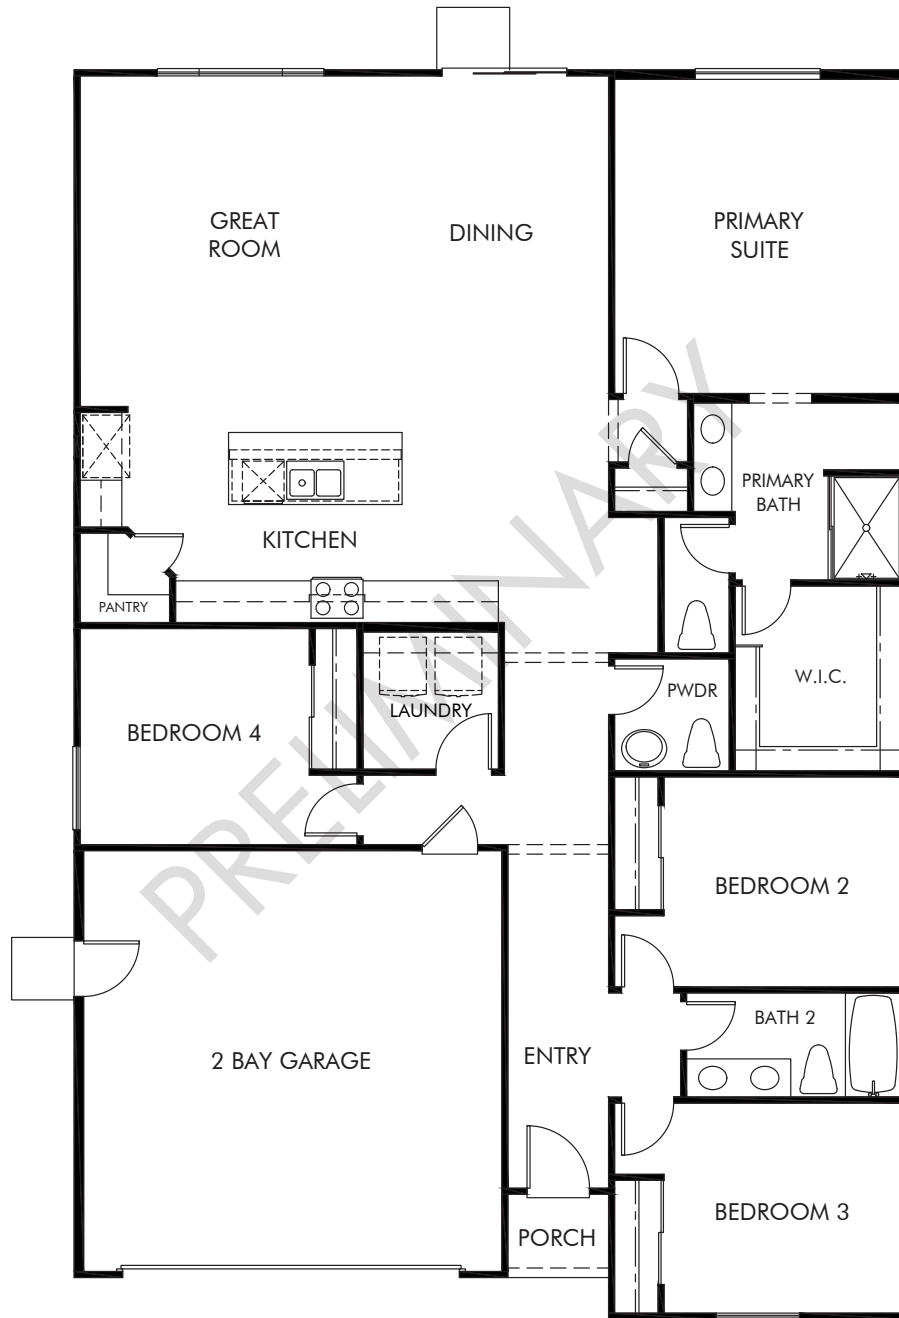 GREAT
ROOM
DINING
PRIMARY
SUITE
PRIMARY
BATH
KITCHEN
PANTRY
W.I.C.
PWDR
LAUNDRY
BEDROOM 4
BEDROOM 2
BATH 2
ENTRY
2 BAY GARAGE
BEDROOM 3
PORCH
PRELIMINARY